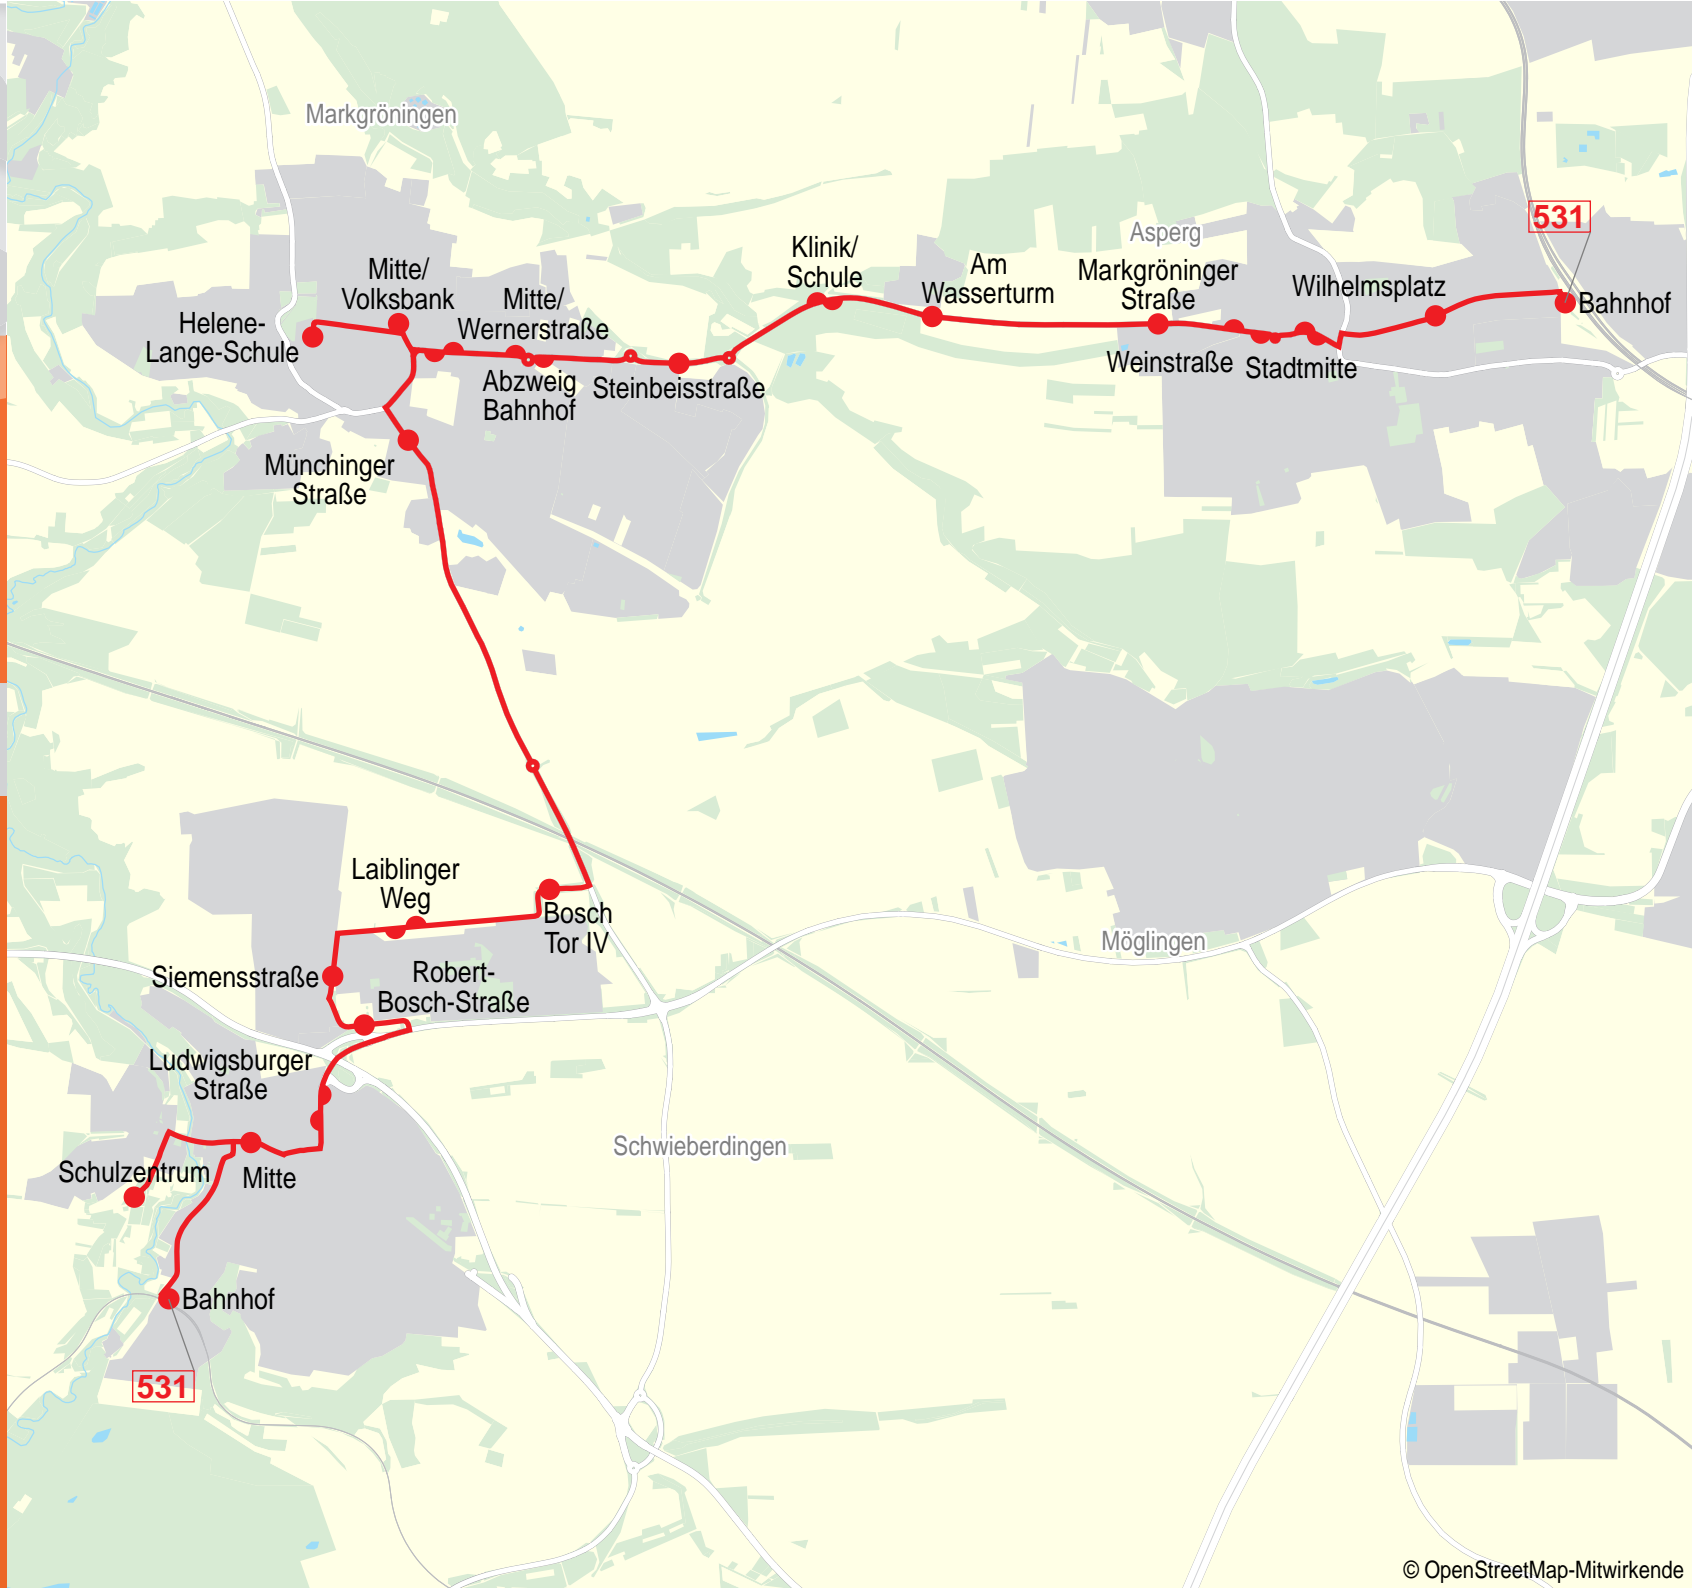 Markgröningen
531
Asperg
Klinik/
Schule
Am
Wasserturm
Markgröninger
Straße
Wilhelmsplatz
Bahnhof
Mitte/
Volksbank
Mitte/
Wernerstraße
Helene-
Lange-Schule
Abzweig
Bahnhof
Steinbeisstraße
Weinstraße
Stadtmitte
Münchinger
Straße
Laiblinger
Weg
Bosch
Tor IV
Möglingen
Siemensstraße
Robert-
Bosch-Straße
Ludwigsburger
Straße
Schwieberdingen
Schulzentrum
Mitte
Bahnhof
531
© OpenStreetMap-Mitwirkende